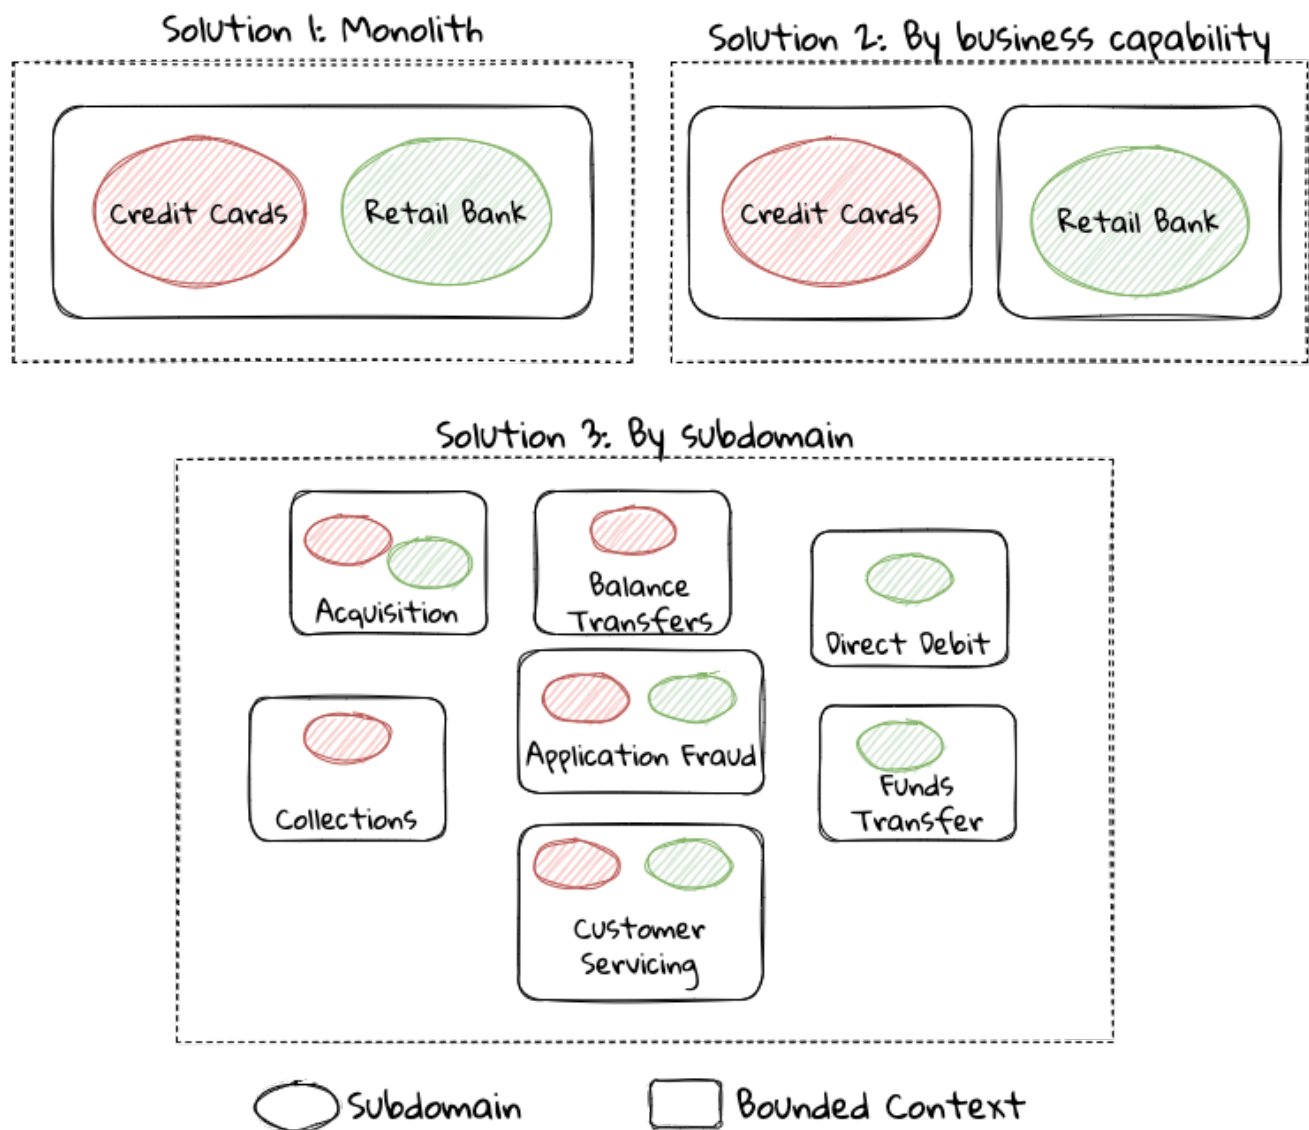 Solution 1: Monolith
Solution 2: By business capability
Credit Cards
Retail Bank
Credit Cards
Retail Bank
Solution 3: By subdomain
Acquisition
Balance
Transfers
Direct Debit
Collections
Application Fraud
Funds
Transfer
Customer
Servicing
Subdomain
Bounded Context